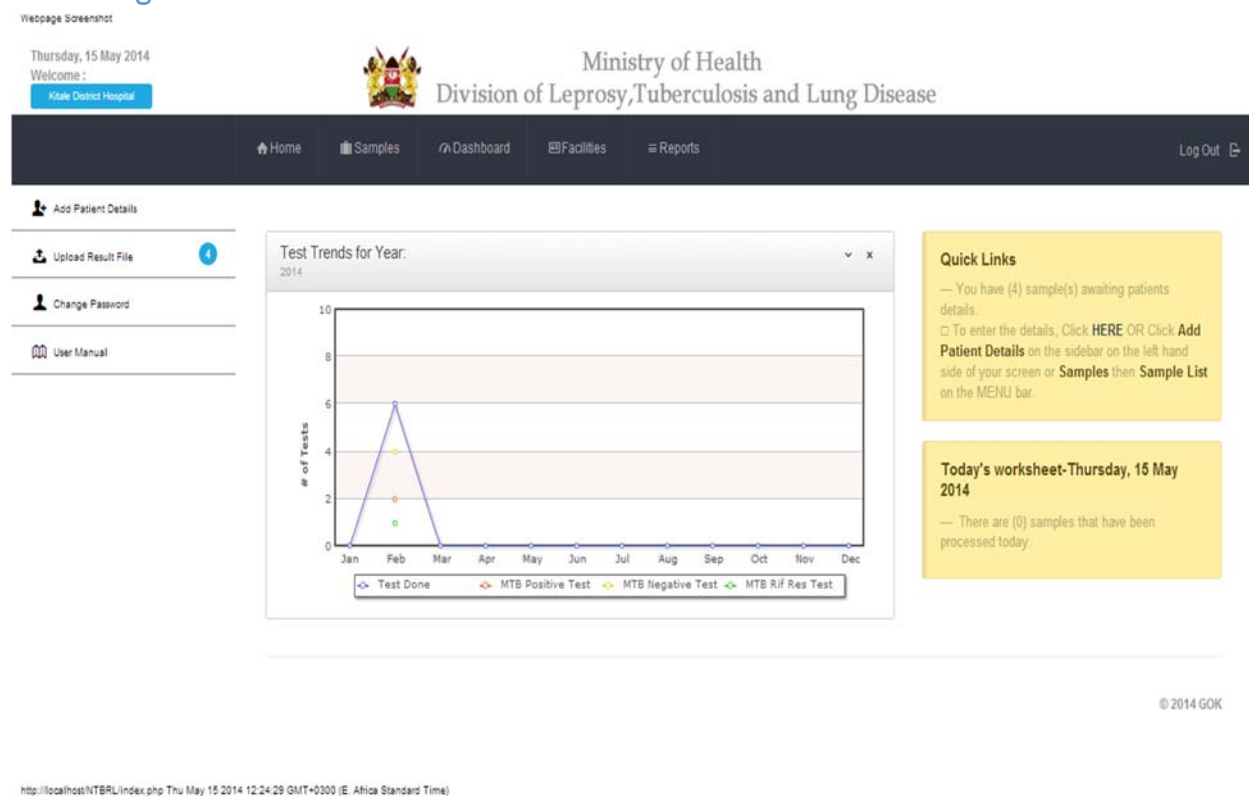 Webpage Screenshot
Thursday, 15 May 2014
Welcome :
Kitale District Hospital
Ministry of Health
Division of Leprosy,Tuberculosis and Lung Disease
Home
Samples
Dashboard
Facilities
Reports
Log Out
Add Patient Details
Upload Result File 4
Change Password
User Manual
Test Trends for Year:
2014
x
10
8
6
4
2
0
# of Tests
Jan Feb Mar Apr May Jun Jul Aug Sep Oct Nov Dec
Test Done MTB Positive Test MTB Negative Test MTB Rif Res Test
Quick Links
— You have (4) sample(s) awaiting patients
details.
□ To enter the details, Click HERE OR Click Add
Patient Details on the sidebar on the left hand
side of your screen or Samples then Sample List
on the MENU bar.
Today's worksheet-Thursday, 15 May
2014
— There are (0) samples that have been
processed today.
© 2014 GOK
http://localhost/NTBRL/index.php Thu May 15 2014 12:24:29 GMT+0300 (E. Africa Standard Time)